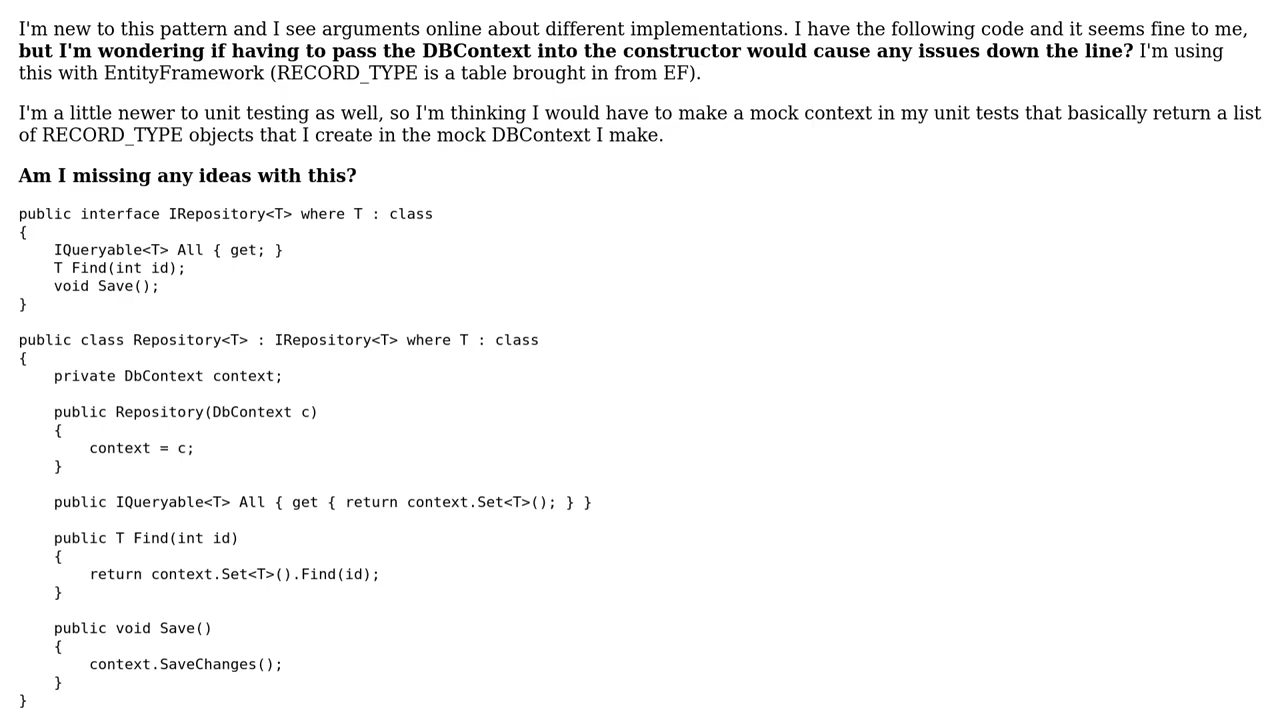 I'm new to this pattern and I see arguments online about different implementations. I have the following code and it seems fine to me,
but I'm wondering if having to pass the DBContext into the constructor would cause any issues down the line? I'm using
this with EntityFramework (RECORD_TYPE is a table brought in from EF).
I'm a little newer to unit testing as well, so I'm thinking I would have to make a mock context in my unit tests that basically return a list
of RECORD_TYPE objects that I create in the mock DBContext I make.
Am I missing any ideas with this?
public interface IRepository<T> where T : class
{
    IQueryable<T> All { get; }
    T Find(int id);
    void Save();
}
public class Repository<T> : IRepository<T> where T : class
{
    private DbContext context;
    public Repository(DbContext c)
    {
        context = c;
    }
    public IQueryable<T> All { get { return context.Set<T>(); } }
    public T Find(int id)
    {
        return context.Set<T>().Find(id);
    }
    public void Save()
    {
        context.SaveChanges();
    }
}